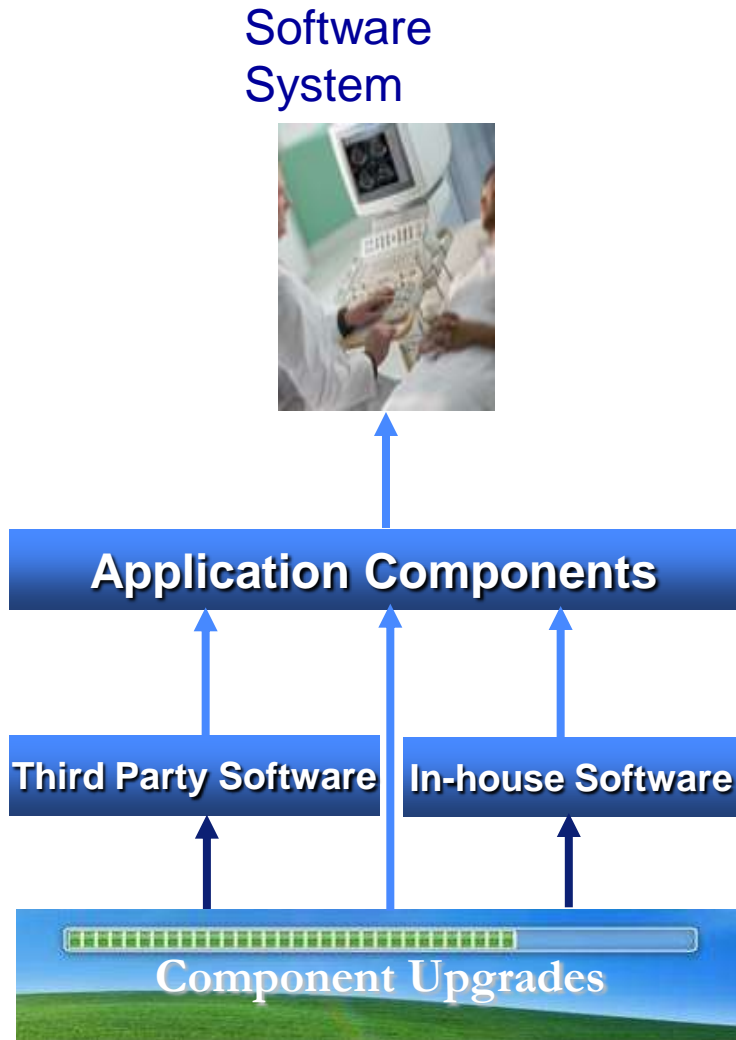 Software
System
Application Components
Third Party Software
In-house Software
Component Upgrades